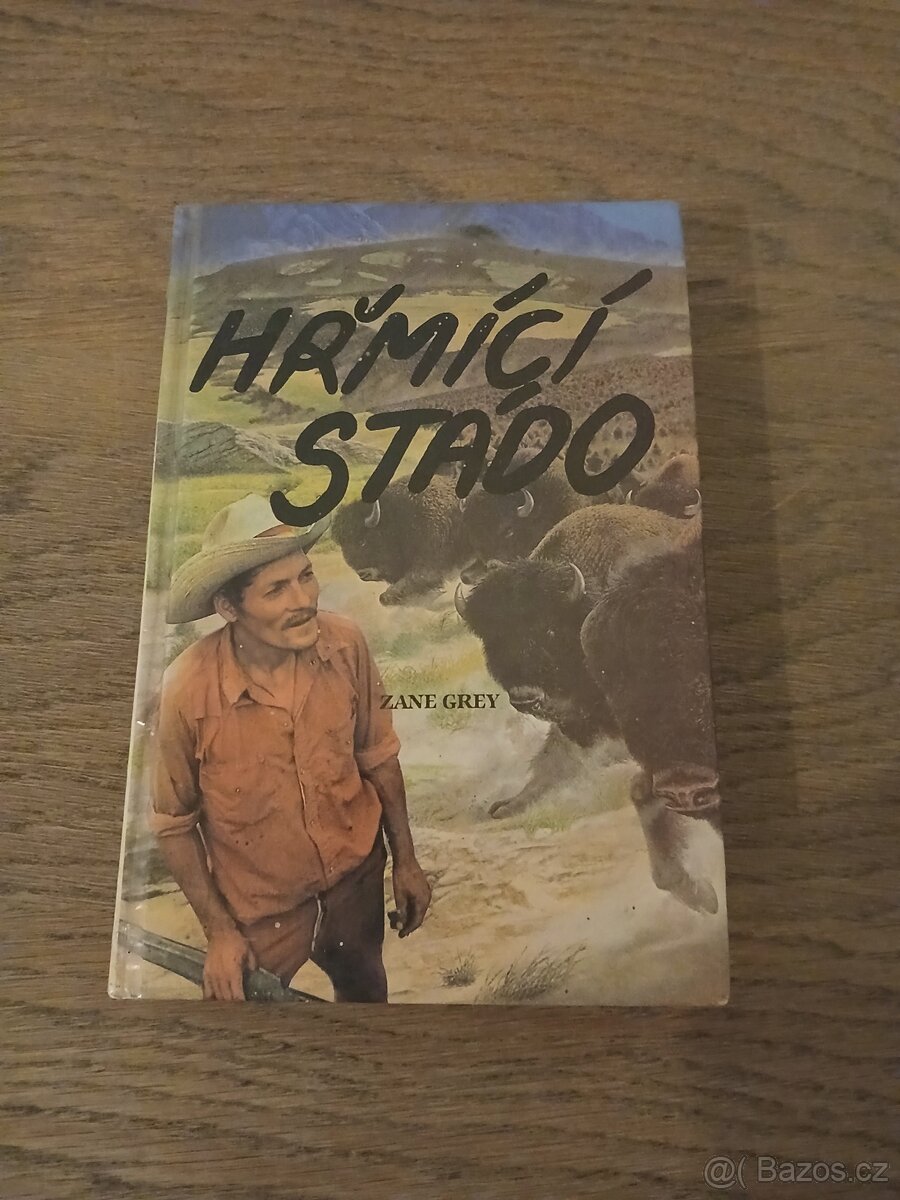 HŘMÍCÍ
STÁDO
ZANE GREY
@( Bazos.cz